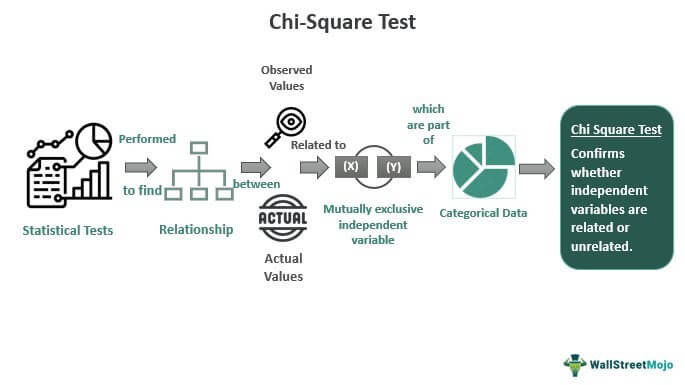 Chi-Square Test
Observed
Values
which
are part
of
Performed
to find
between
Related to
(X)
(Y)
ACTUAL
Statistical Tests
Relationship
Actual
Values
Mutually exclusive
independent
variable
Categorical Data
Chi Square Test
Confirms
whether
independent
variables are
related or
unrelated.
WallStreetMojo